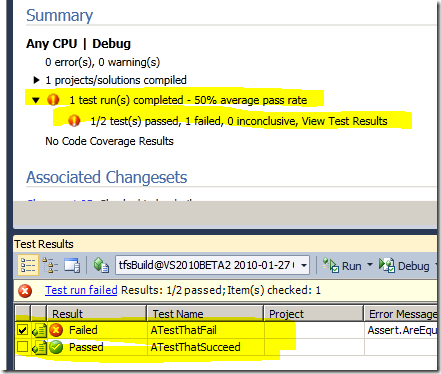 Summary
Any CPU | Debug
0 error(s), 0 warning(s)
1 projects/solutions compiled
1 test run(s) completed - 50% average pass rate
1/2 test(s) passed, 1 failed, 0 inconclusive, View Test Results
No Code Coverage Results
Associated Changesets
Test Results
tfsBuild@VS2010BETA2 2010-01-27 Run Debug
Test run failed Results: 1/2 passed; Item(s) checked: 1
Result Test Name Project Error Message
Failed ATestThatFail Assert.AreEqu
Passed ATestThatSucceed